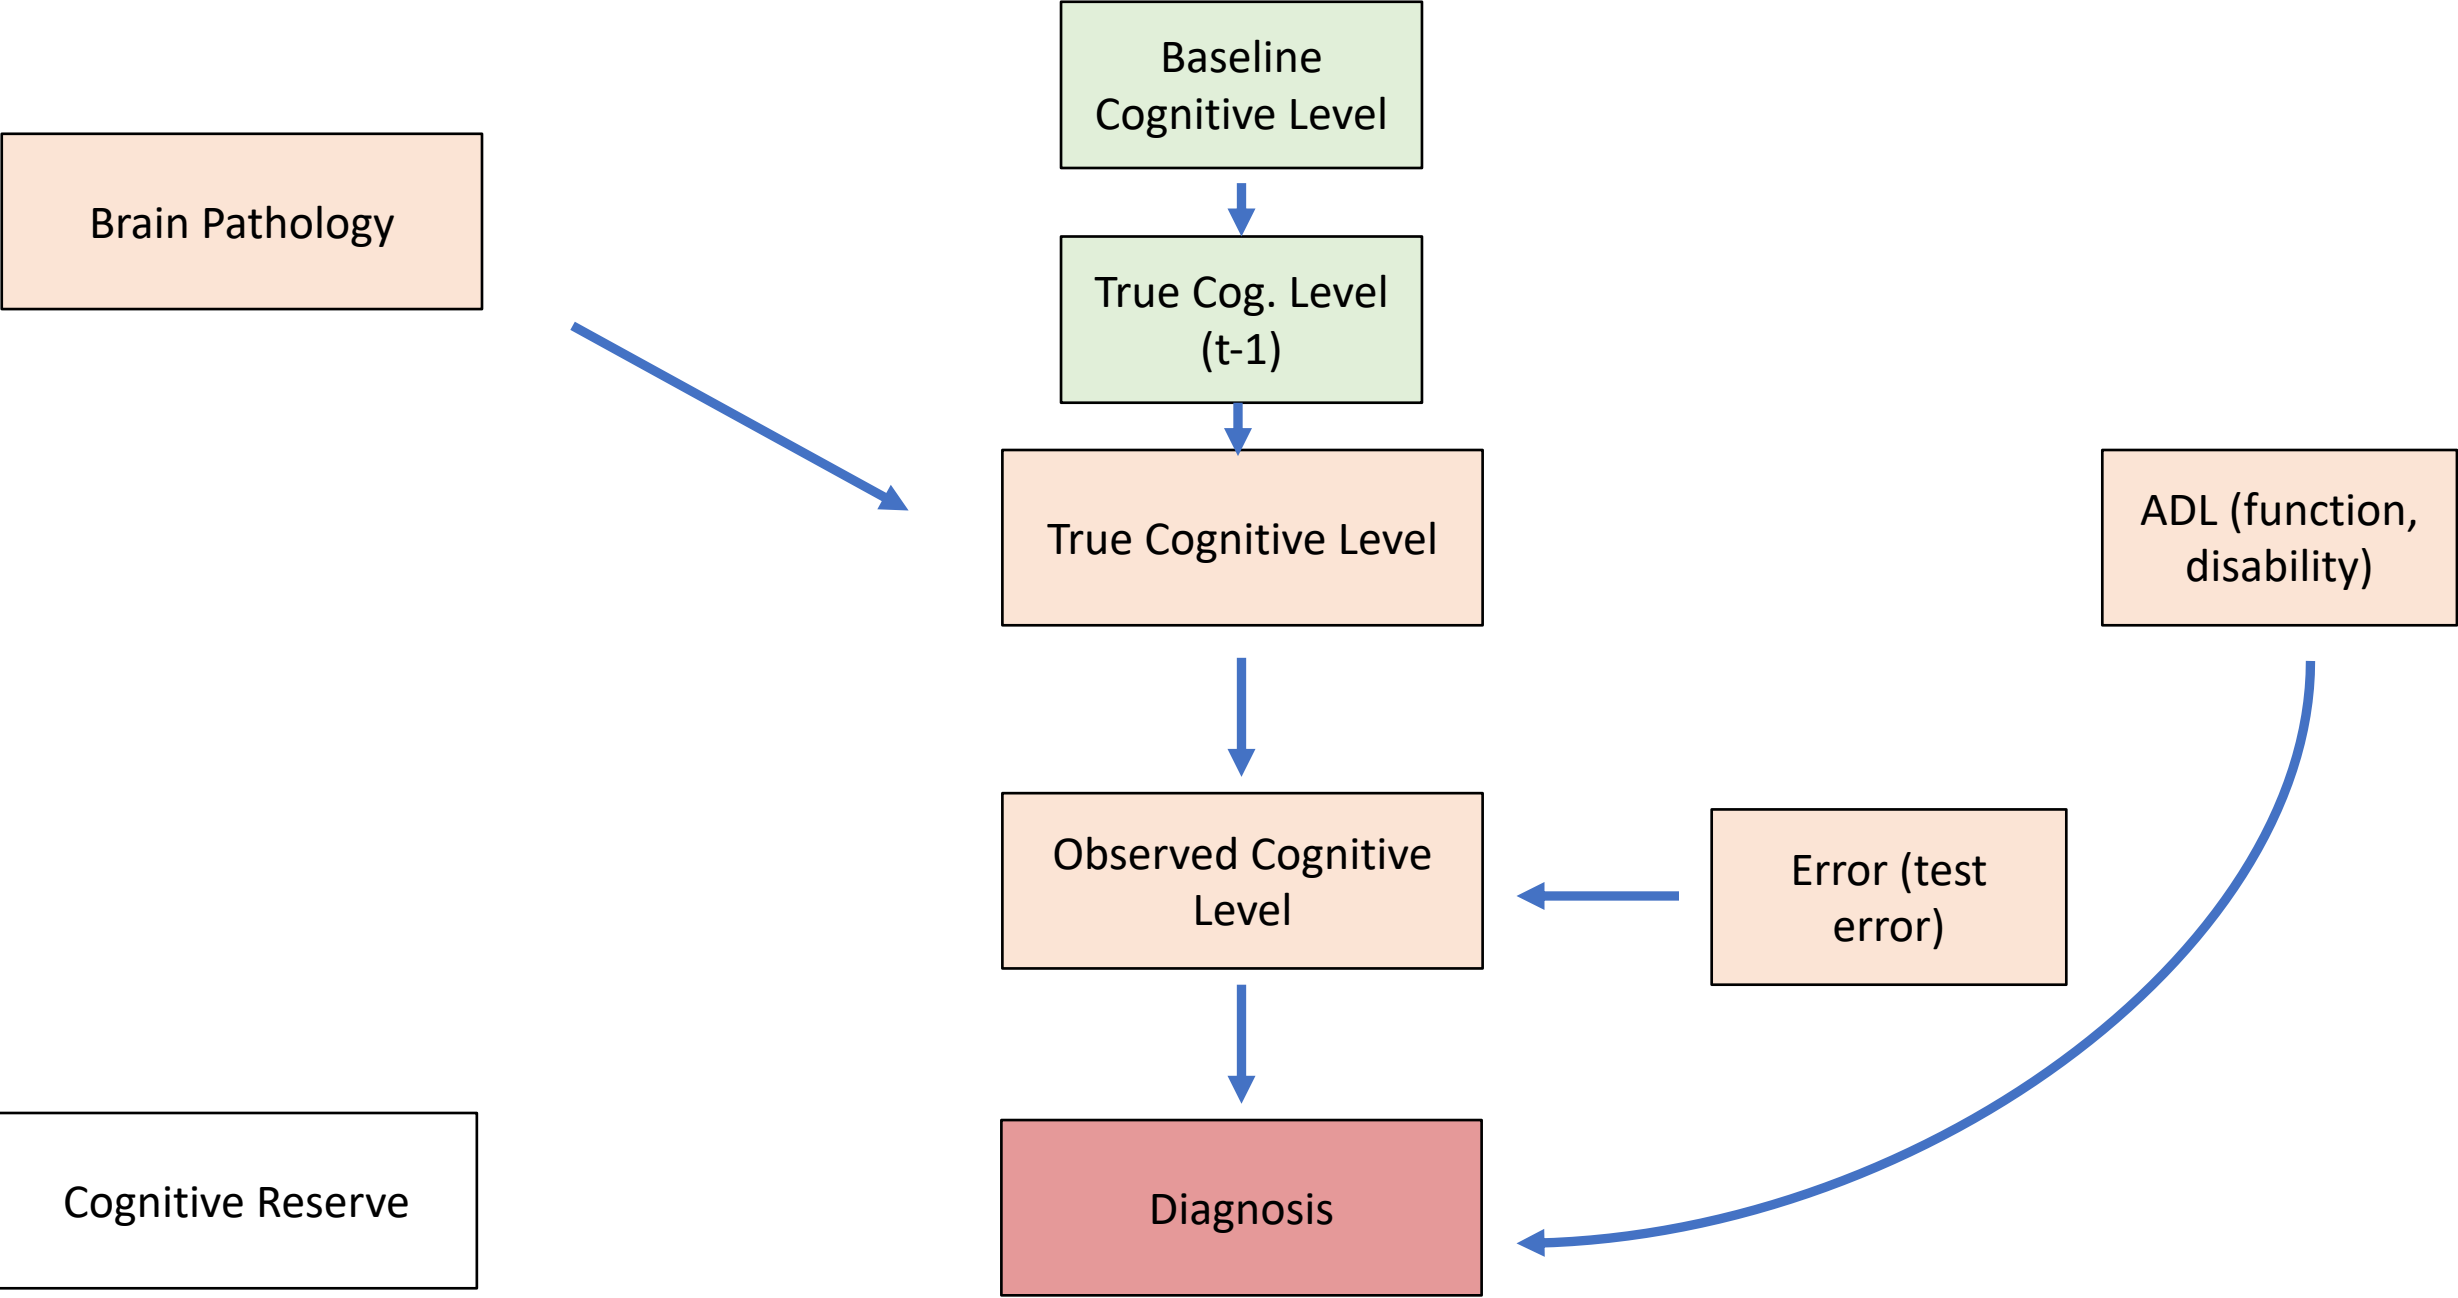 Baseline
Cognitive Level
Brain Pathology
True Cog. Level
(t-1)
True Cognitive Level
ADL (function,
disability)
Observed Cognitive
Level
Error (test
error)
Cognitive Reserve
Diagnosis